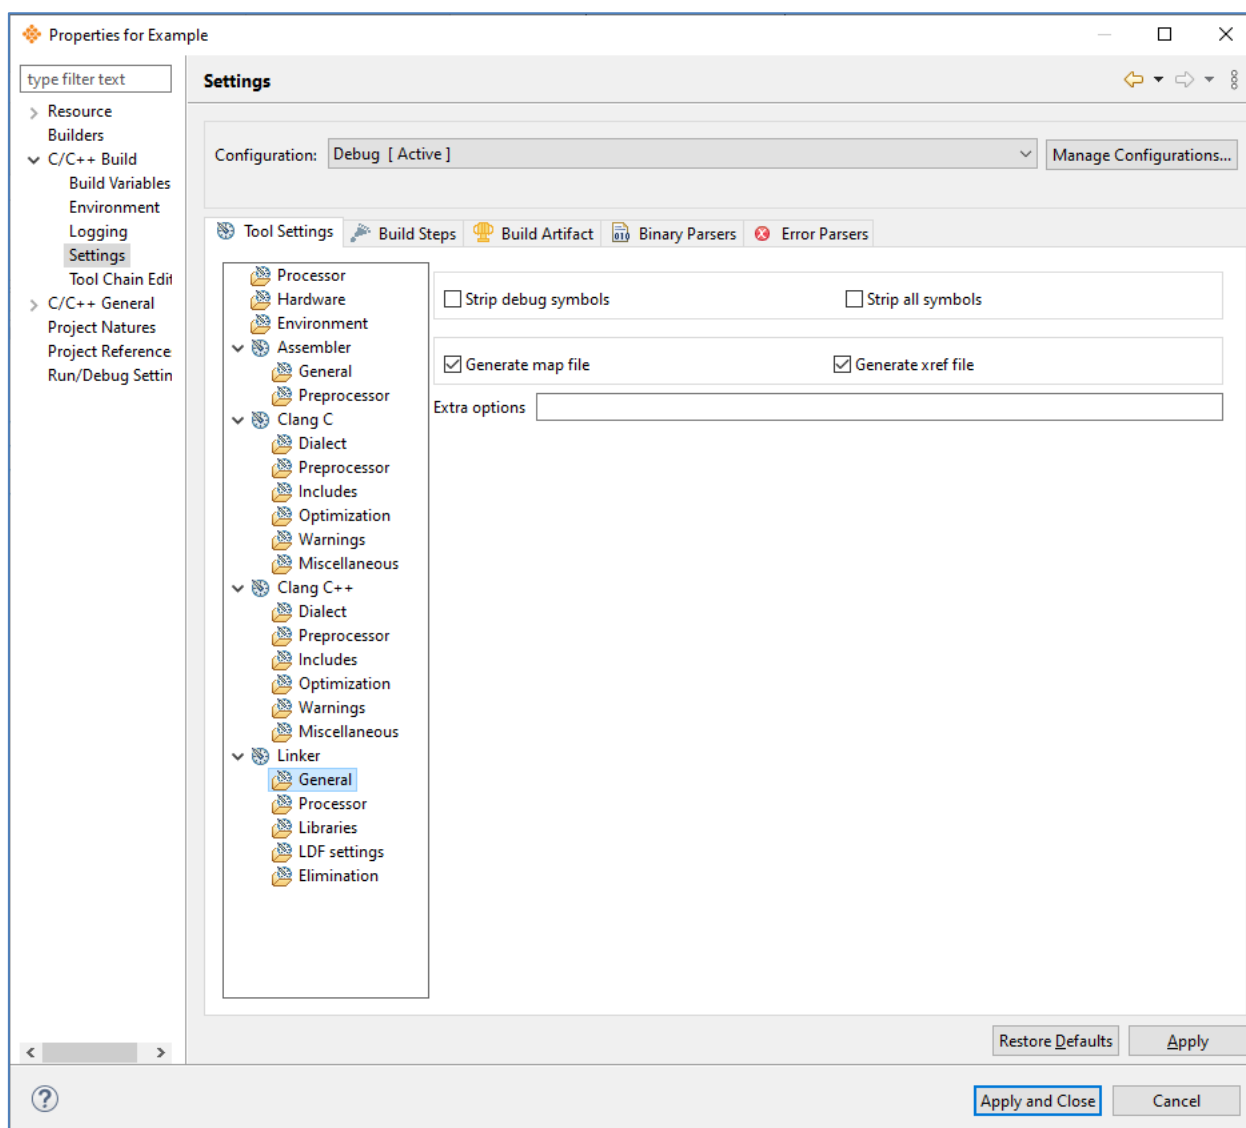 Properties for Example
type filter text
Resource
Builders
C/C++ Build
Build Variables
Environment
Logging
Settings
Tool Chain Edit
C/C++ General
Project Natures
Project Reference
Run/Debug Settin
Settings
Configuration:
Debug [ Active ]
Manage Configurations...
Tool Settings
Build Steps
Build Artifact
Binary Parsers
Error Parsers
Processor
Hardware
Environment
Assembler
General
Preprocessor
Clang C
Dialect
Preprocessor
Includes
Optimization
Warnings
Miscellaneous
Clang C++
Dialect
Preprocessor
Includes
Optimization
Warnings
Miscellaneous
Linker
General
Processor
Libraries
LDF settings
Elimination
Strip debug symbols
Strip all symbols
Generate map file
Generate xref file
Extra options
Restore Defaults
Apply
Apply and Close
Cancel